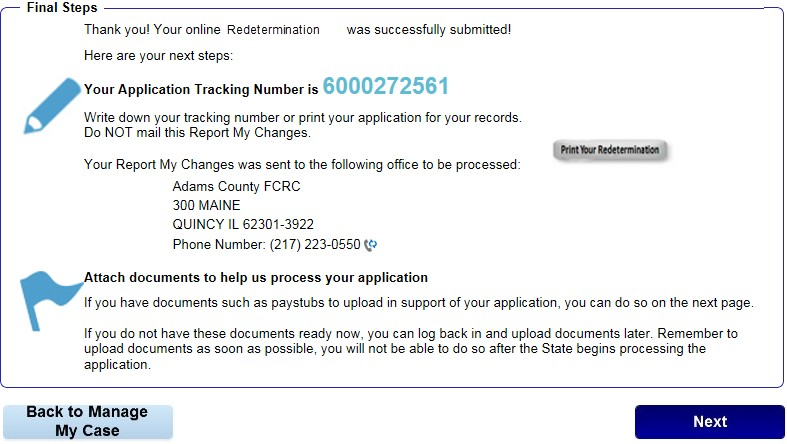 Final Steps
Thank you! Your online Redetermination was successfully submitted!
Here are your next steps:
Your Application Tracking Number is 6000272561
Write down your tracking number or print your application for your records.
Do NOT mail this Report My Changes.
Print Your Redetermination
Your Report My Changes was sent to the following office to be processed:
Adams County FCRC
300 MAINE
QUINCY IL 62301-3922
Phone Number: (217) 223-0550
Attach documents to help us process your application
If you have documents such as paystubs to upload in support of your application, you can do so on the next page.
If you do not have these documents ready now, you can log back in and upload documents later. Remember to
upload documents as soon as possible, you will not be able to do so after the State begins processing the
application.
Back to Manage
My Case
Next